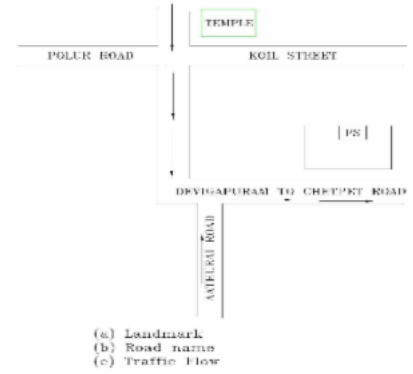 TEMPLE
POLUR ROAD
KOIL STREET
PS
DEVIGAPURAM TO CHETPET ROAD
AATHURAI ROAD
(a) Landmark
(b) Road name
(c) Traffic Flow